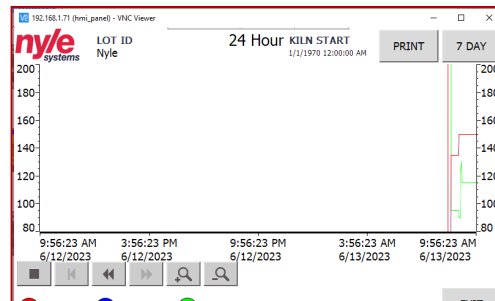 192.168.1.71 (hmi_panel) - VNC Viewer
nyle systems
LOT ID
Nyle
24 Hour
KILN START
1/1/1970 12:00:00 AM
PRINT
7 DAY
200
180
160
140
120
100
80
200
180
160
140
120
100
80
9:56:23 AM 3:56:23 PM 9:56:23 PM 3:56:23 AM 9:56:23 AM
6/12/2023 6/12/2023 6/12/2023 6/13/2023 6/13/2023